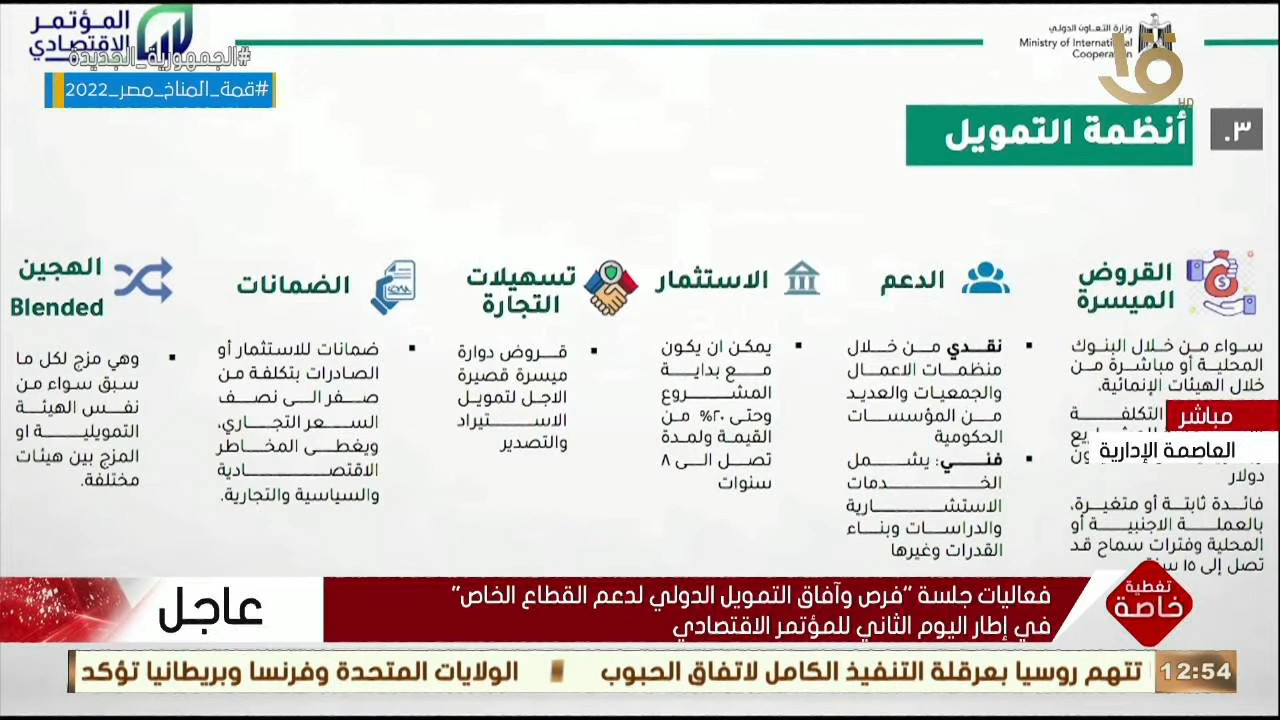 المؤتمر
الاقتصادي
#الجمهورية_الجديدة
#قمة_المناخ_مصر_2022
وزارة التعاون الدولي
Ministry of International
Cooperation
HD
٣.
أنظمة التمويل
القروض
الميسرة
سواء من خلال البنوك
المحلية أو مباشرة من
خلال الهيئات الإنمائية.
التكلفة
دولار
فائدة ثابتة أو متغيرة،
بالعملة الاجنبية أو
المحلية وفترات سماح قد
تصل إلى ١٥
الدعم
▪ نقدي من خلال
منظمات الاعمال
والجمعيات والعديد
من المؤسسات
الحكومية
▪ فني: يشمل
الخدمات
الاستشارية
والدراسات وبناء
القدرات وغيرها
الاستثمار
▪ يمكن ان يكون
مع بداية
المشروع
وحتى ٢٠% من
القيمة ولمدة
تصل الى ٨
سنوات
تسهيلات
التجارة
▪ قروض دوارة
ميسرة قصيرة
الاجل لتمويل
الاستيراد
والتصدير
الضمانات
▪ ضمانات للاستثمار أو
الصادرات بتكلفة من
صفر الى نصف
السعر التجاري،
ويغطى المخاطر
الاقتصادية
والسياسية والتجارية.
الهجين
Blended
▪ وهي مزج لكل ما
سبق سواء من
نفس الهيئة
التمويلية او
المزج بين هيئات
مختلفة.
مباشر
العاصمة الإدارية
تغطية
خاصة
فعاليات جلسة "فرص وآفاق التمويل الدولي لدعم القطاع الخاص"
في إطار اليوم الثاني للمؤتمر الاقتصادي
عاجل
12:54
تتهم روسيا بعرقلة التنفيذ الكامل لاتفاق الحبوب
الولايات المتحدة وفرنسا وبريطانيا تؤكد